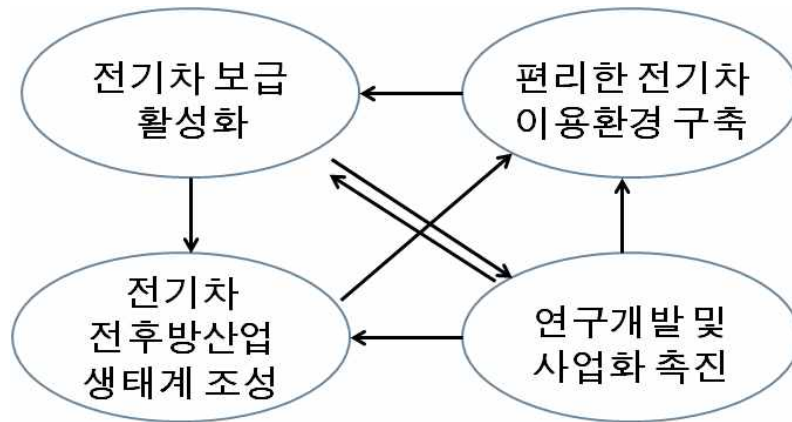 전기차 보급
활성화
편리한 전기차
이용환경 구축
전기차
전후방산업
생태계 조성
연구개발 및
사업화 촉진